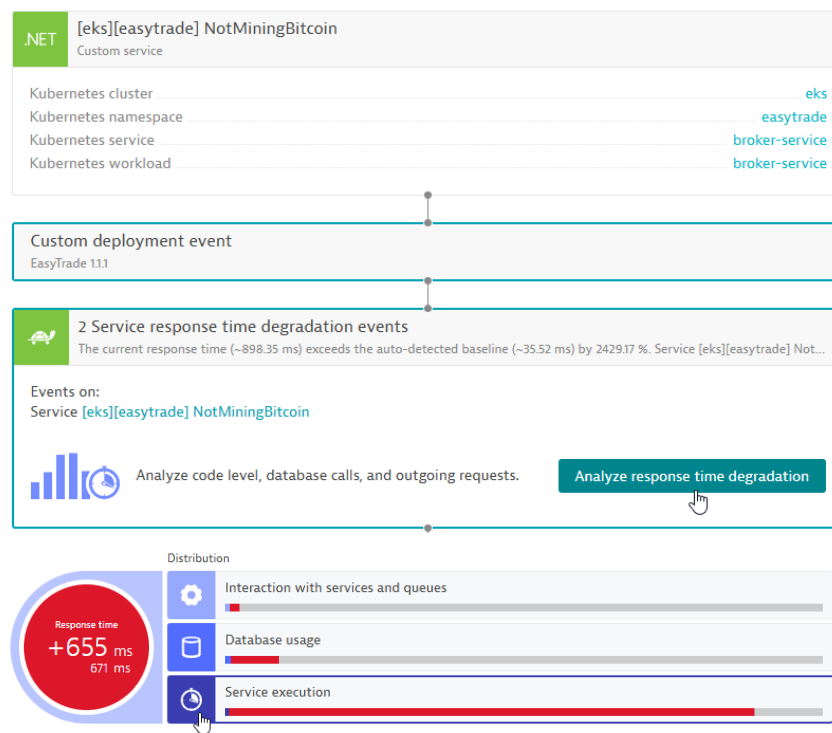 .NET
[eks][easytrade] NotMiningBitcoin
Custom service
Kubernetes cluster eks
Kubernetes namespace easytrade
Kubernetes service broker-service
Kubernetes workload broker-service
Custom deployment event
EasyTrade 1.1.1
2 Service response time degradation events
The current response time (~898.35 ms) exceeds the auto-detected baseline (~35.52 ms) by 2429.17 %. Service [eks][easytrade] Not...
Events on:
Service [eks][easytrade] NotMiningBitcoin
Analyze code level, database calls, and outgoing requests.
Analyze response time degradation
Distribution
Response time
+655 ms
671 ms
Interaction with services and queues
Database usage
Service execution